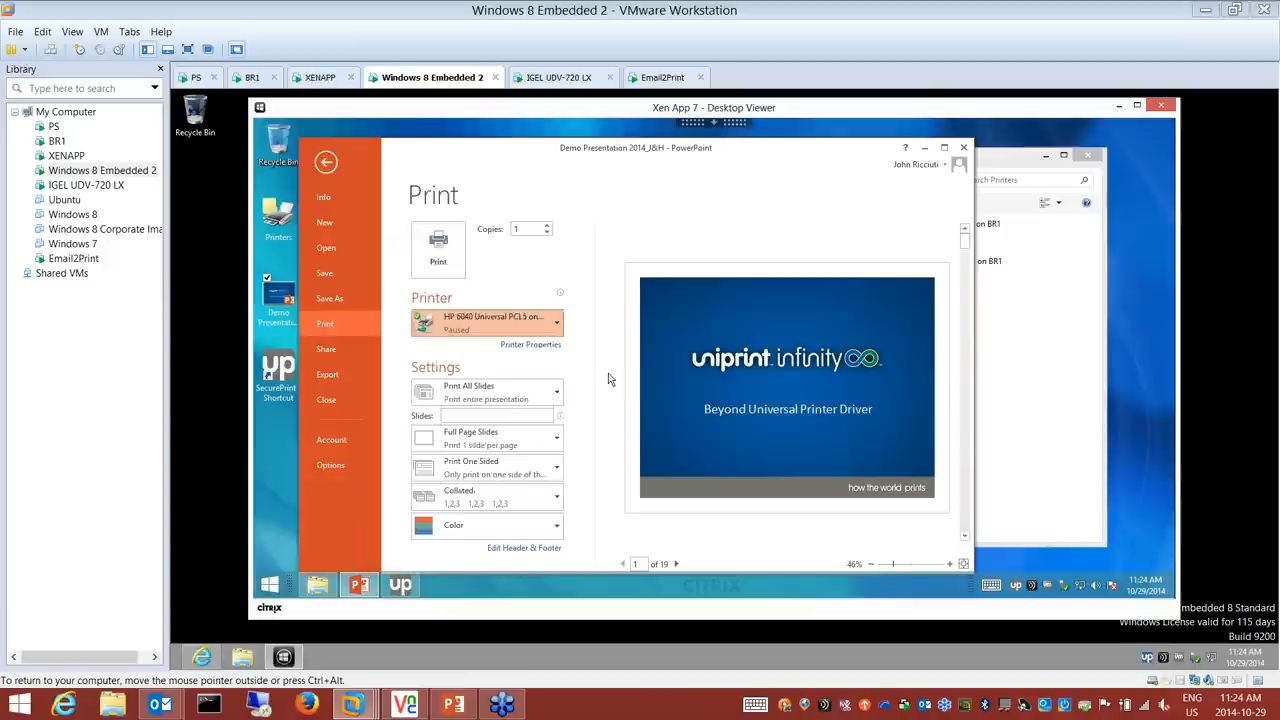 Windows 8 Embedded 2 - VMware Workstation
File Edit View VM Tabs Help
Library
Type here to search
My Computer
PS
BR1
XENAPP
Windows 8 Embedded 2
IGEL UDV-720 LX
Ubuntu
Windows 8
Windows 8 Corporate Ima
Windows 7
Email2Print
Shared VMs
PS BR1 XENAPP Windows 8 Embedded 2 IGEL UDV-720 LX Email2Print
Recycle Bin
Xen App 7 - Desktop Viewer
Recycle Bin
Printers
Demo
Presentat...
SecurePrint
Shortcut
Demo Presentation 2014_J&H - PowerPoint
John Ricciuti
Info
New
Open
Save
Save As
Print
Share
Export
Close
Account
Options
Print
Print
Copies: 1
Printer
HP 6040 Universal PCL5 on...
Paused
Printer Properties
Settings
Print All Slides
Print entire presentation
Slides:
Full Page Slides
Print 1 slide per page
Print One Sided
Only print on one side of th...
Collated
1,2,3 1,2,3 1,2,3
Color
Edit Header & Footer
uniprint infinity
Beyond Universal Printer Driver
how the world prints
1 of 19
46%
rch Printers
on BR1
on BR1
up
CITRIX
11:24 AM
10/29/2014
CITRIX
mbedded 8 Standard
Windows License valid for 115 days
Build 9200
11:24 AM
10/29/2014
To return to your computer, move the mouse pointer outside or press Ctrl+Alt.
ENG
US
11:24 AM
2014-10-29